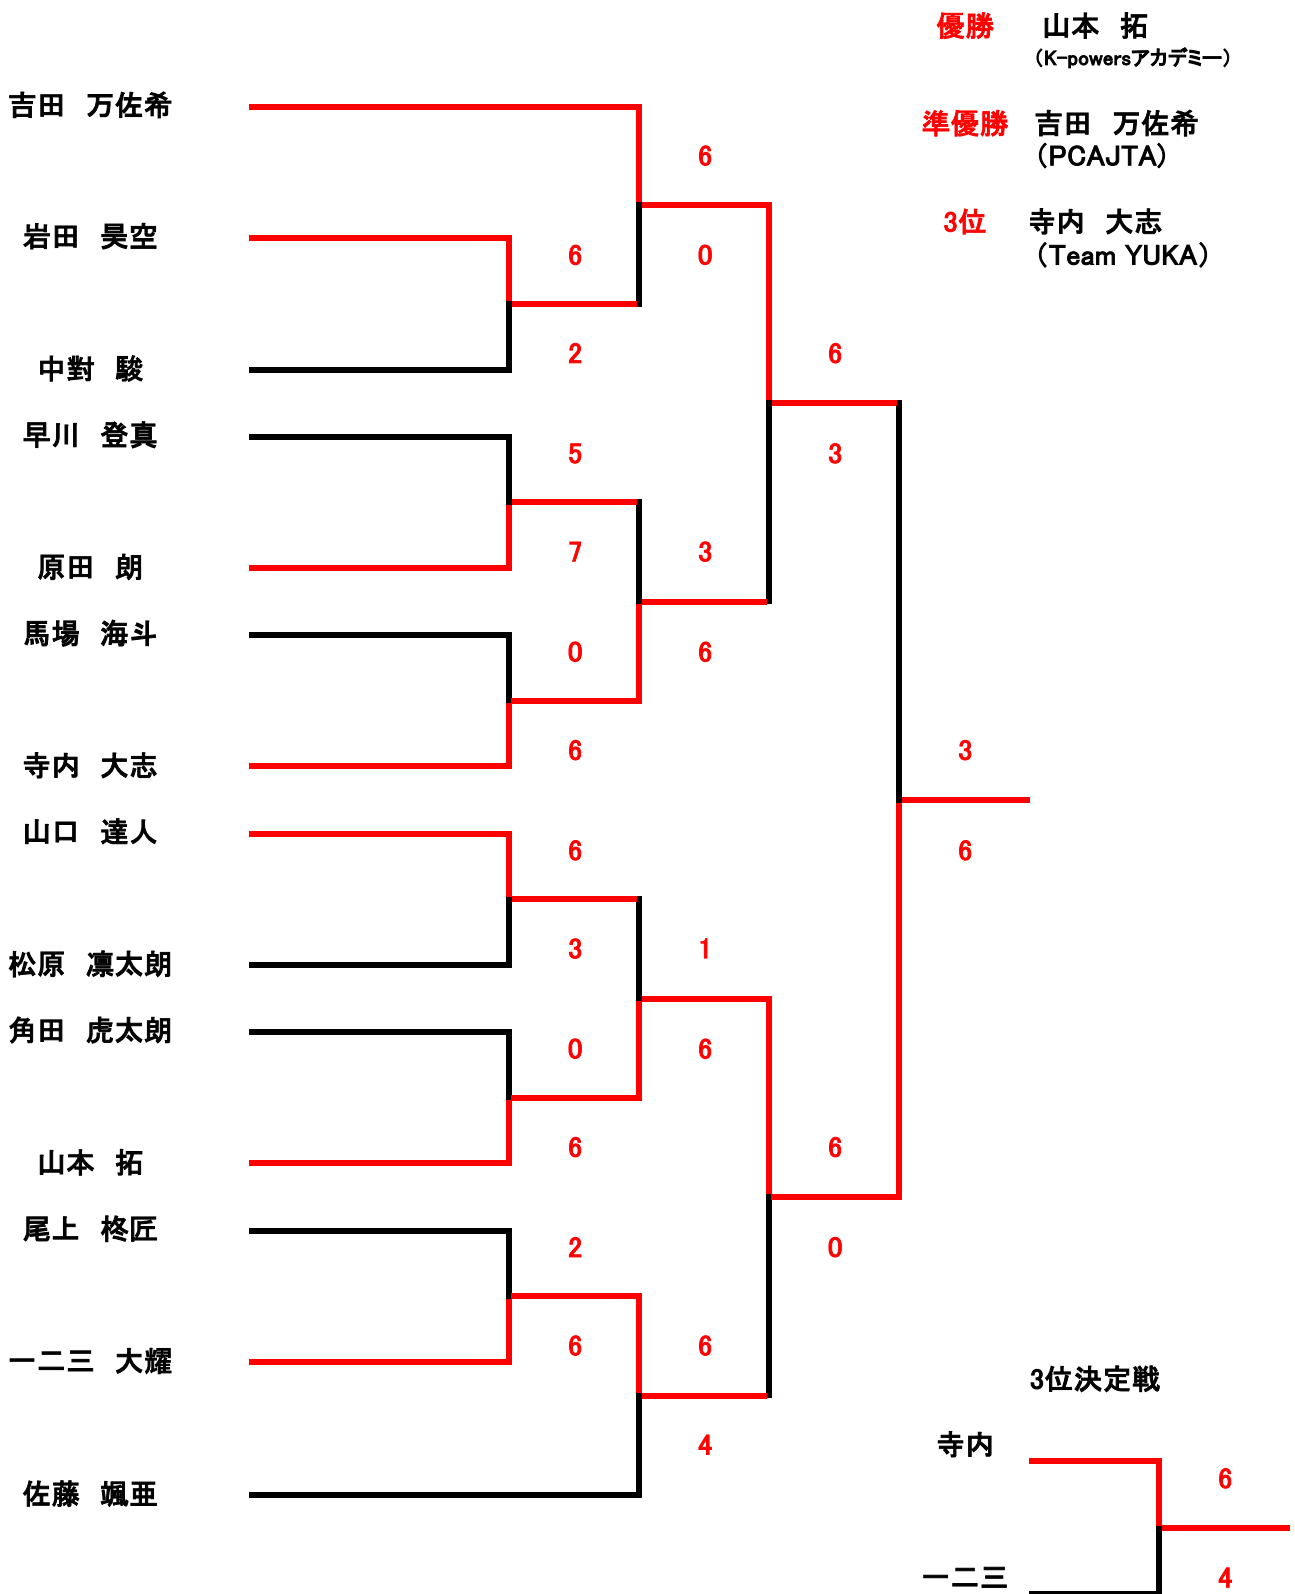 優勝 山本 拓
（K-powersアカデミー）
吉田 万佐希
準優勝 吉田 万佐希
（PCAJTA）
6
3位 寺内 大志
岩田 昊空
6
0
（Team YUKA）
中對 駿
2
6
早川 登真
5
3
原田 朗
7
3
馬場 海斗
0
6
寺内 大志
6
3
山口 達人
6
6
松原 凛太朗
3
1
角田 虎太朗
0
6
山本 拓
6
6
尾上 柊匠
2
0
一二三 大耀
6
6
3位決定戦
4
寺内
佐藤 颯亜
6
一二三
4